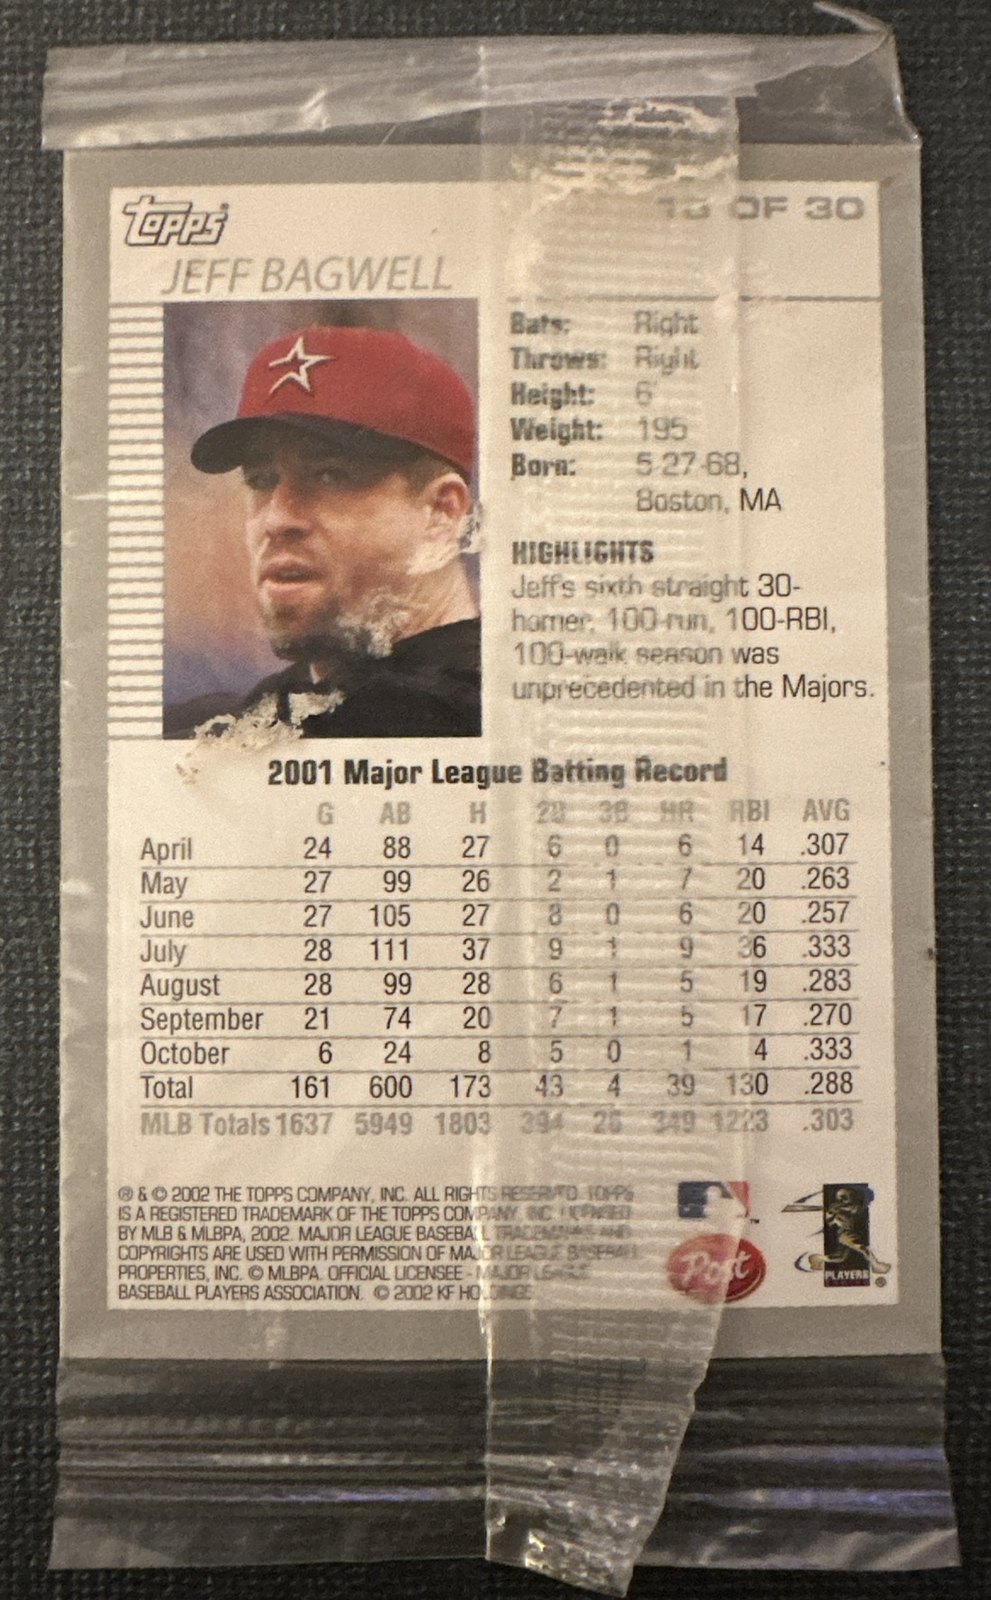 Topps
OF 30
JEFF BAGWELL
Bats: Right
Throws: Right
Height: 6'
Weight: 195
Born: 5-27-68,
Boston, MA
HIGHLIGHTS
Jeff's sixth straight 30-
homer, 100-run, 100-RBI,
100-walk season was
unprecedented in the Majors.
2001 Major League Batting Record
G AB H 2B 3B HR RBI AVG
April 24 88 27 6 0 6 14 .307
May 27 99 26 2 1 7 20 .263
June 27 105 27 8 0 6 20 .257
July 28 111 37 9 1 9 36 .333
August 28 99 28 6 1 5 19 .283
September 21 74 20 7 1 5 17 .270
October 6 24 8 5 0 1 4 .333
Total 161 600 173 43 4 39 130 .288
MLB Totals 1637 5949 1803 394 26 349 1223 .303
® & © 2002 THE TOPPS COMPANY, INC. ALL RIGHTS RESERVED. TOPPS
IS A REGISTERED TRADEMARK OF THE TOPPS COMPANY, INC. LICENSED
BY MLB & MLBPA, 2002. MAJOR LEAGUE BASEBALL TRADEMARKS AND
COPYRIGHTS ARE USED WITH PERMISSION OF MAJOR LEAGUE BASEBALL
PROPERTIES, INC. © MLBPA. OFFICIAL LICENSEE - MAJOR LEAGUE
BASEBALL PLAYERS ASSOCIATION. © 2002 KF HOLDINGS
Post
PLAYERS